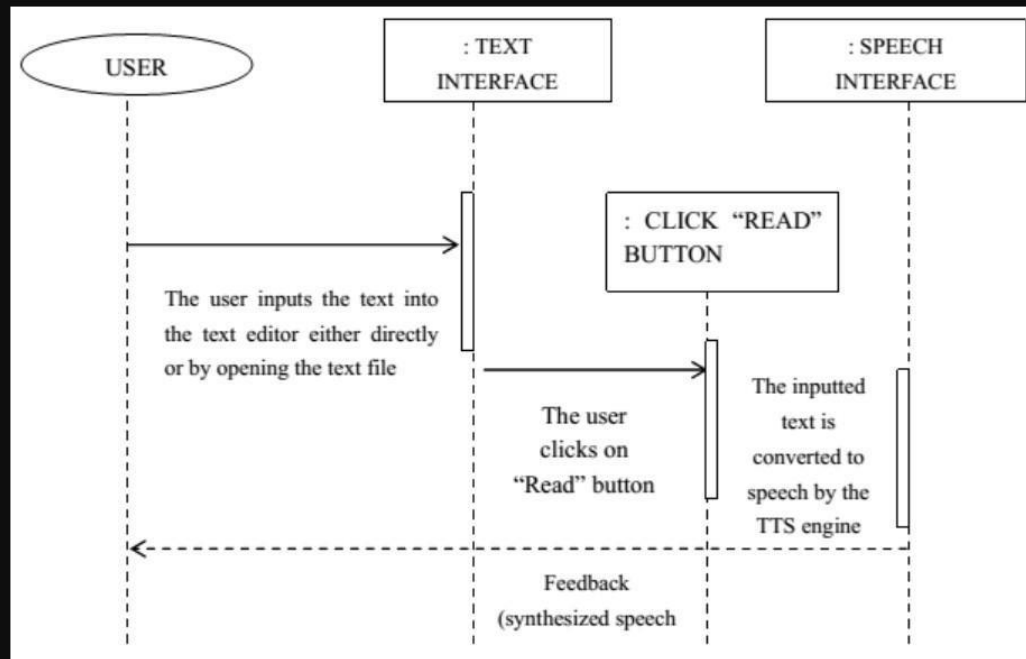 USER
: TEXT
INTERFACE
: SPEECH
INTERFACE
: CLICK “READ”
BUTTON
The user inputs the text into
the text editor either directly
or by opening the text file
The user
clicks on
“Read” button
The inputted
text is
converted to
speech by the
TTS engine
Feedback
(synthesized speech